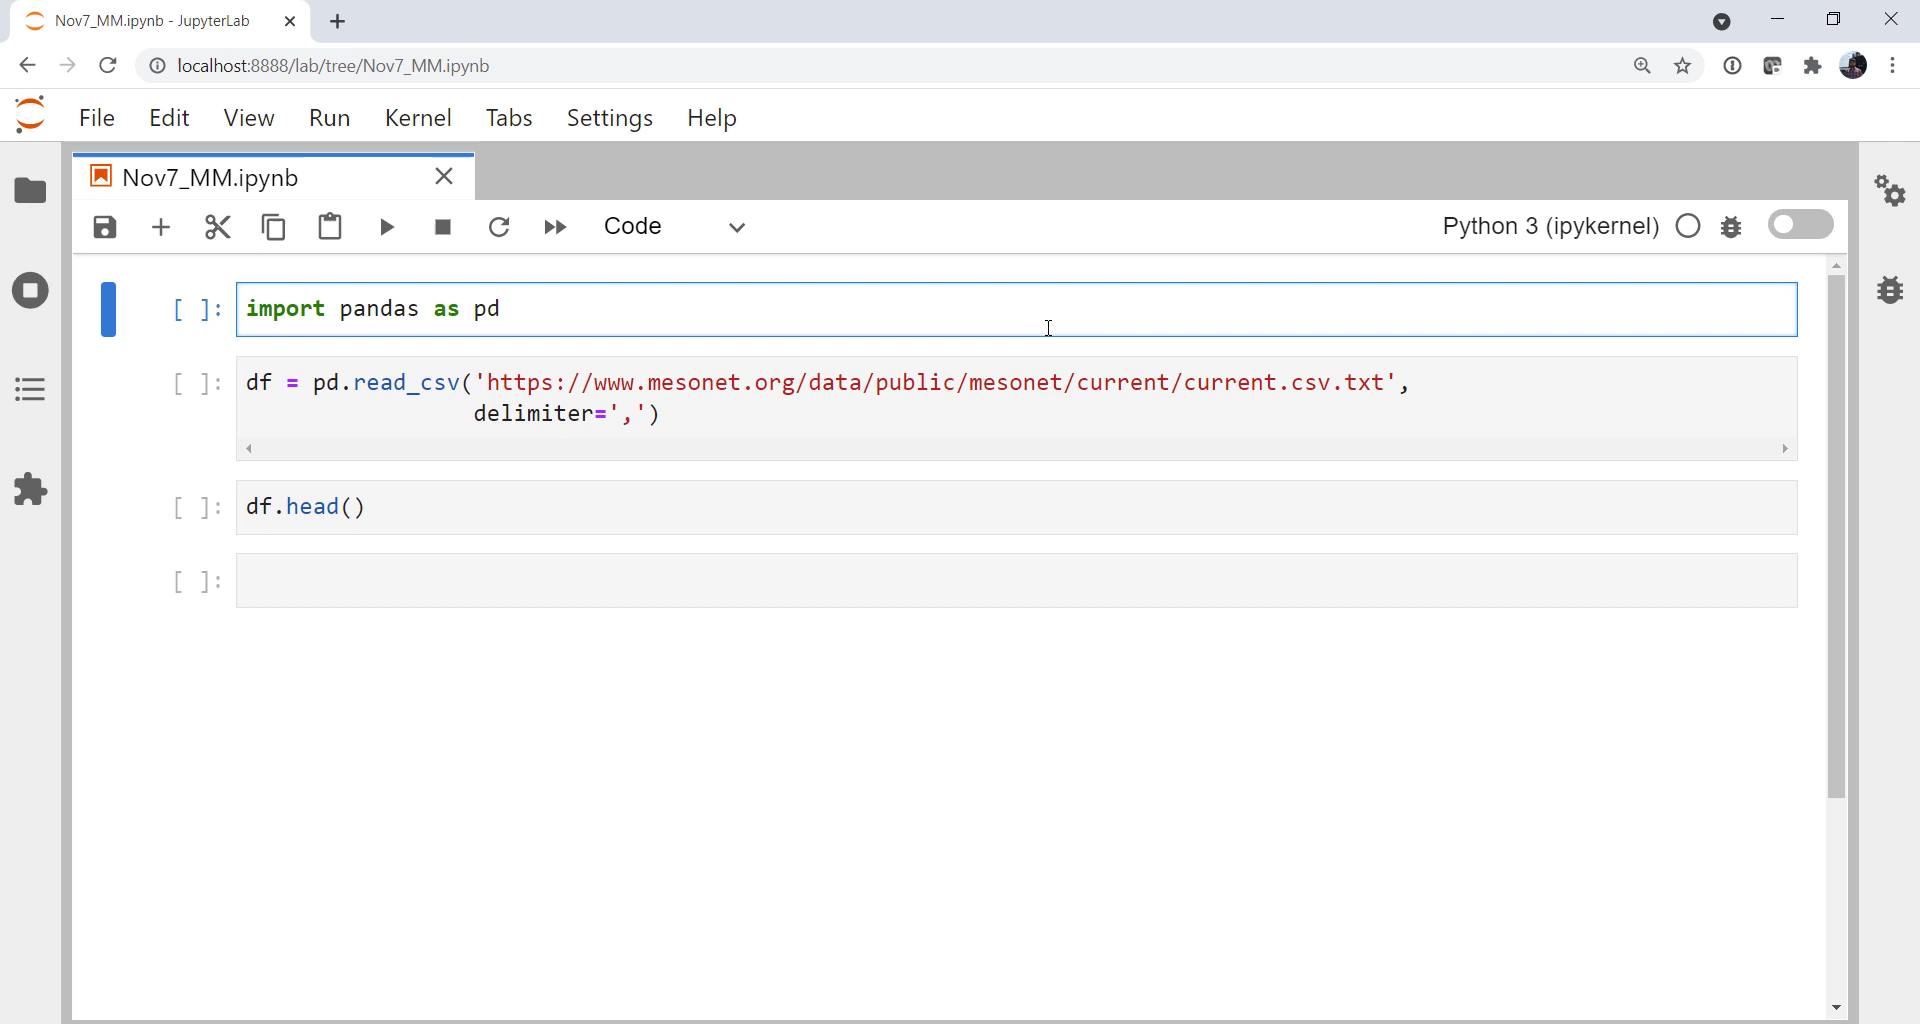 Nov7_MM.ipynb - JupyterLab
localhost:8888/lab/tree/Nov7_MM.ipynb
File Edit View Run Kernel Tabs Settings Help
Nov7_MM.ipynb
Code Python 3 (ipykernel)
[ ]: import pandas as pd
[ ]: df = pd.read_csv('https://www.mesonet.org/data/public/mesonet/current/current.csv.txt',
delimiter=',')
[ ]: df.head()
[ ]: